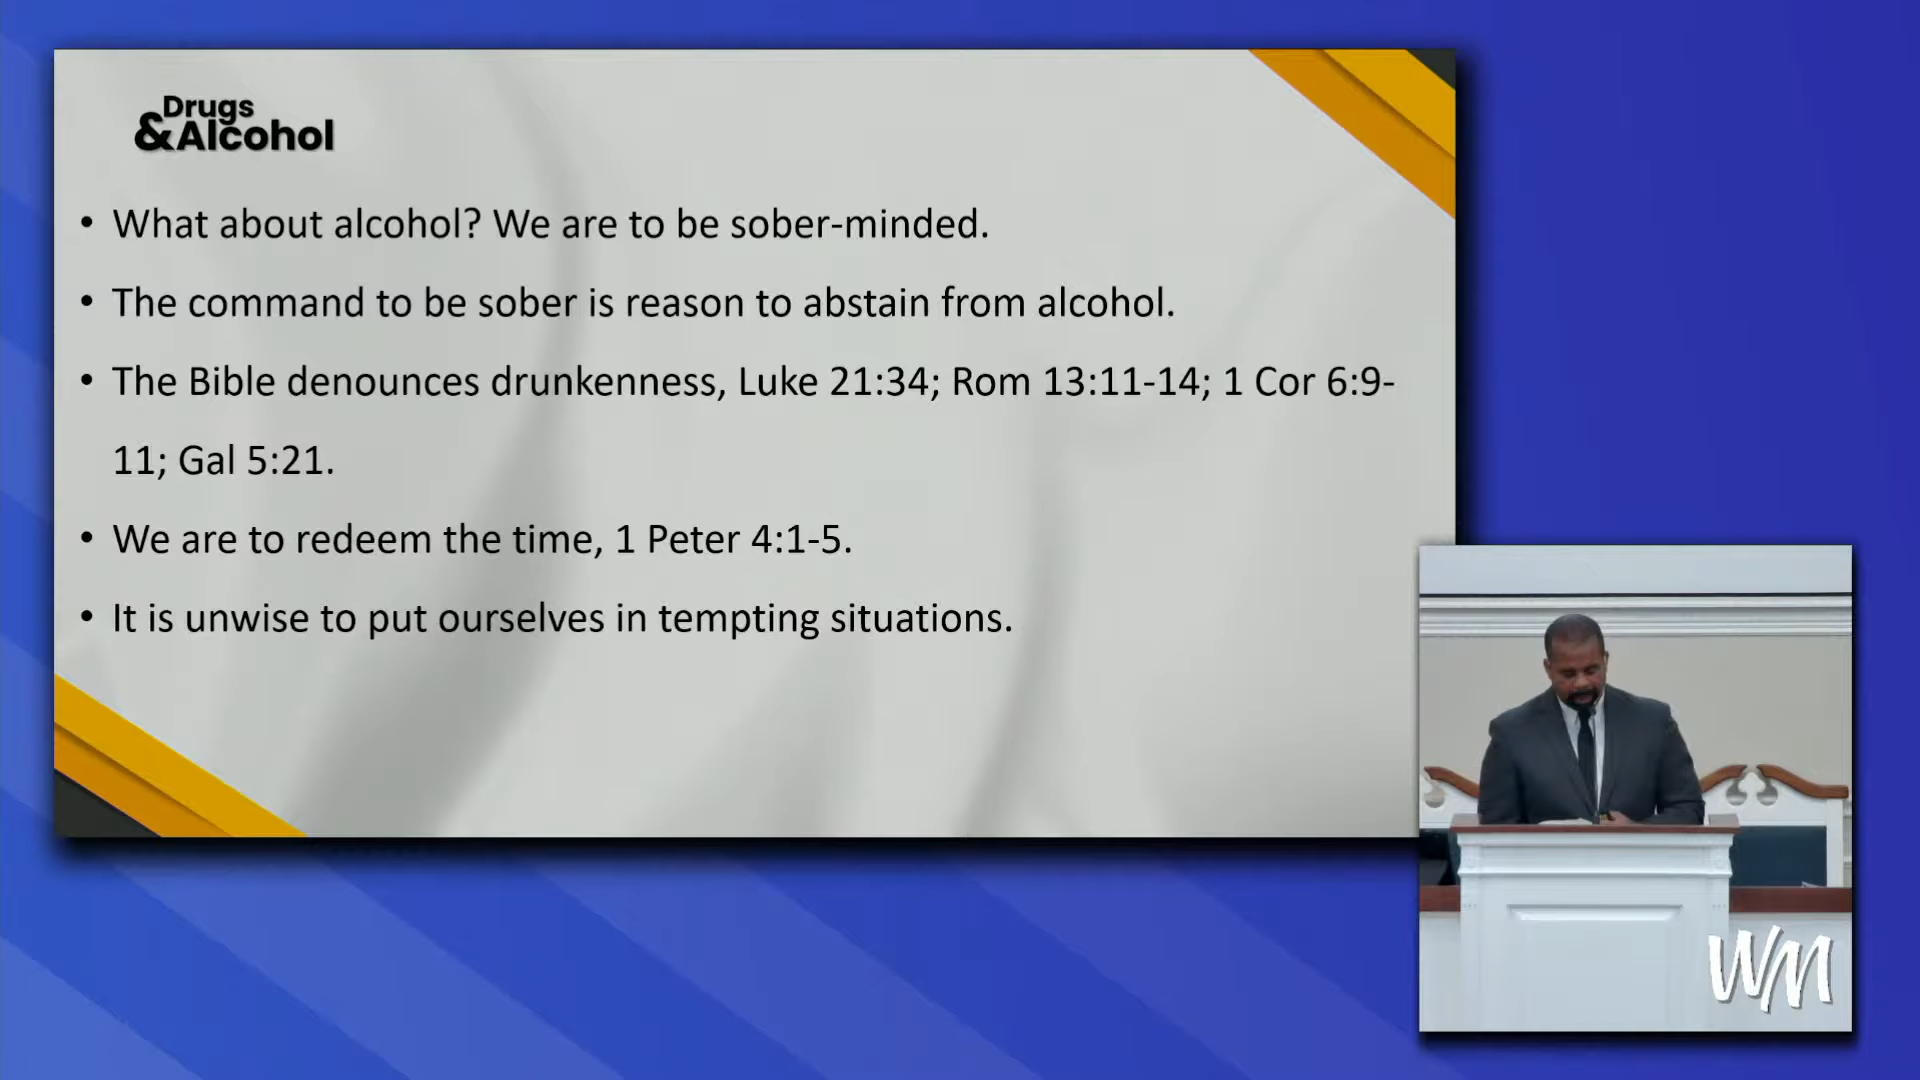 Drugs
&Alcohol
• What about alcohol? We are to be sober-minded.
• The command to be sober is reason to abstain from alcohol.
• The Bible denounces drunkenness, Luke 21:34; Rom 13:11-14; 1 Cor 6:9-
11; Gal 5:21.
• We are to redeem the time, 1 Peter 4:1-5.
• It is unwise to put ourselves in tempting situations.
WM